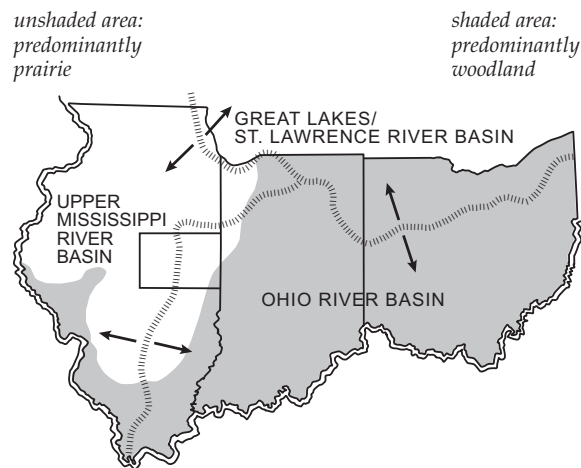 unshaded area:
predominantly
prairie
shaded area:
predominantly
woodland
GREAT LAKES/
ST. LAWRENCE RIVER BASIN
UPPER
MISSISSIPPI
RIVER
BASIN
OHIO RIVER BASIN